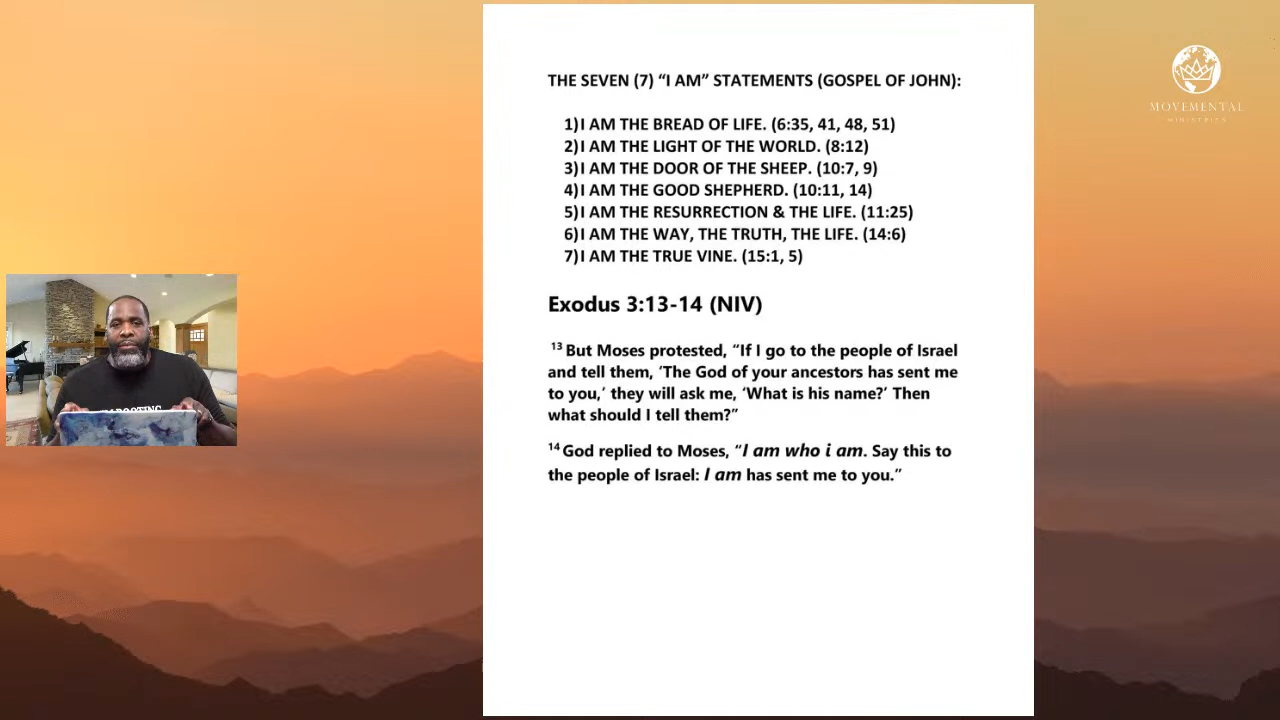 THE SEVEN (7) “I AM” STATEMENTS (GOSPEL OF JOHN):
1)I AM THE BREAD OF LIFE. (6:35, 41, 48, 51)
2)I AM THE LIGHT OF THE WORLD. (8:12)
3)I AM THE DOOR OF THE SHEEP. (10:7, 9)
4)I AM THE GOOD SHEPHERD. (10:11, 14)
5)I AM THE RESURRECTION & THE LIFE. (11:25)
6)I AM THE WAY, THE TRUTH, THE LIFE. (14:6)
7)I AM THE TRUE VINE. (15:1, 5)
Exodus 3:13-14 (NIV)
13 But Moses protested, “If I go to the people of Israel
and tell them, ‘The God of your ancestors has sent me
to you,’ they will ask me, ‘What is his name?’ Then
what should I tell them?”
14 God replied to Moses, “I am who i am. Say this to
the people of Israel: I am has sent me to you.”
MOVEMENTAL
MINISTRIES